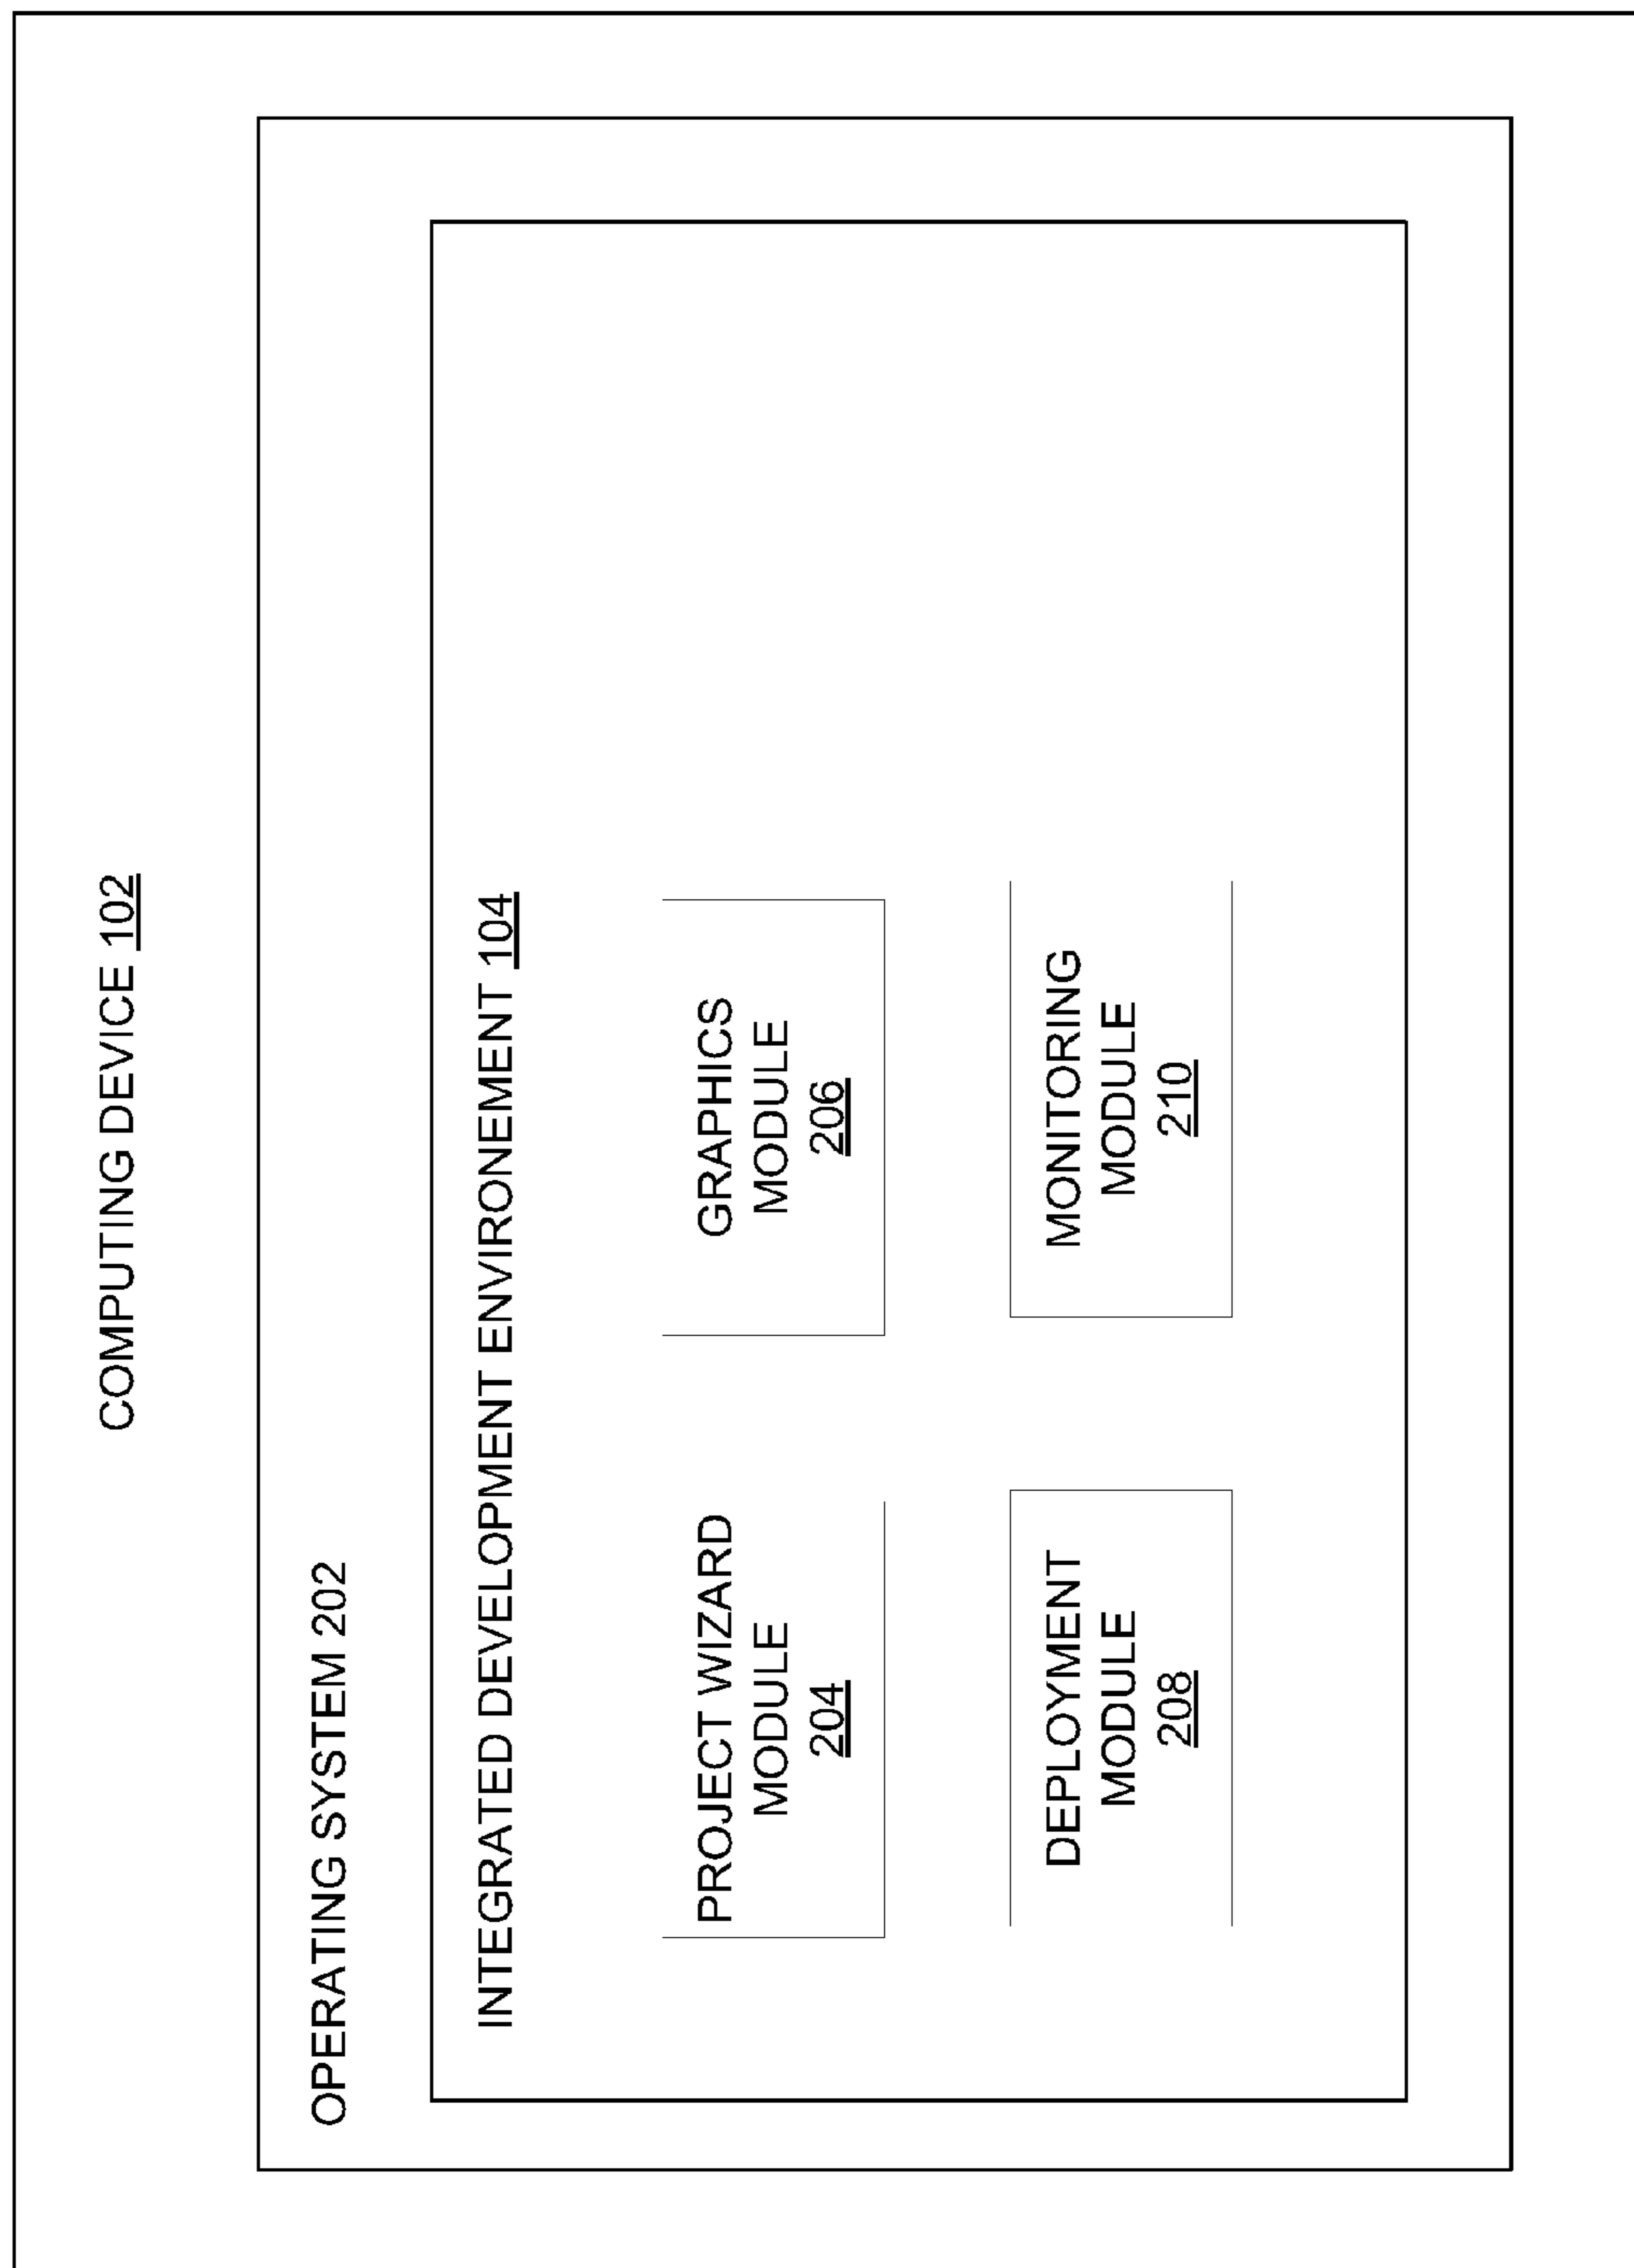 COMPUTING DEVICE 102
OPERATING SYSTEM 202
INTEGRATED DEVELOPMENT ENVIRONEMENT 104
PROJECT WIZARD
MODULE
204
GRAPHICS
MODULE
206
DEPLOYMENT
MODULE
208
MONITORING
MODULE
210